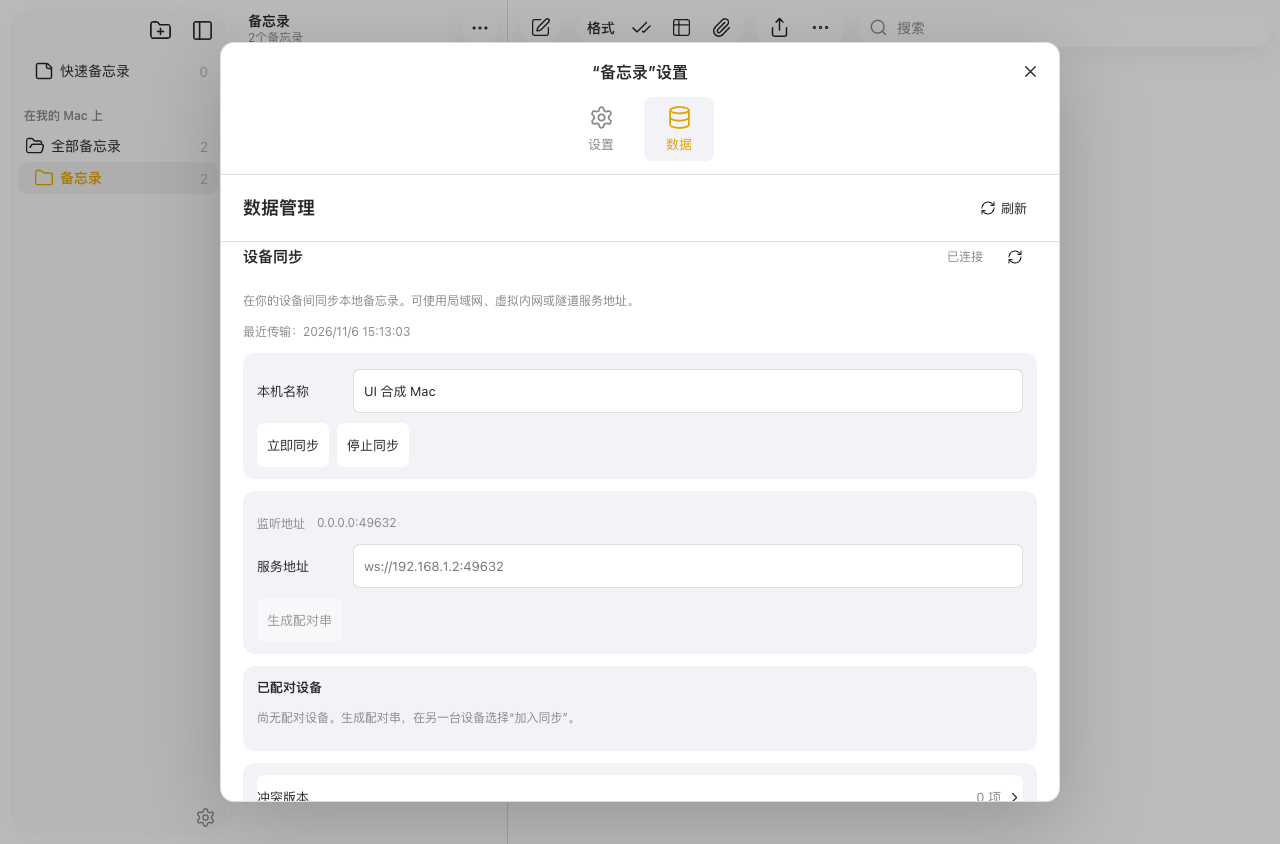 备忘录
2个备忘录
格式
搜索
快速备忘录 0
在我的 Mac 上
全部备忘录 2
备忘录 2
“备忘录”设置
设置
数据
数据管理
刷新
设备同步
已连接
在你的设备间同步本地备忘录。可使用局域网、虚拟内网或隧道服务地址。
最近传输：2026/11/6 15:13:03
本机名称
UI 合成 Mac
立即同步
停止同步
监听地址 0.0.0.0:49632
服务地址
ws://192.168.1.2:49632
生成配对串
已配对设备
尚无配对设备。生成配对串，在另一台设备选择“加入同步”。
冲突版本
0 项